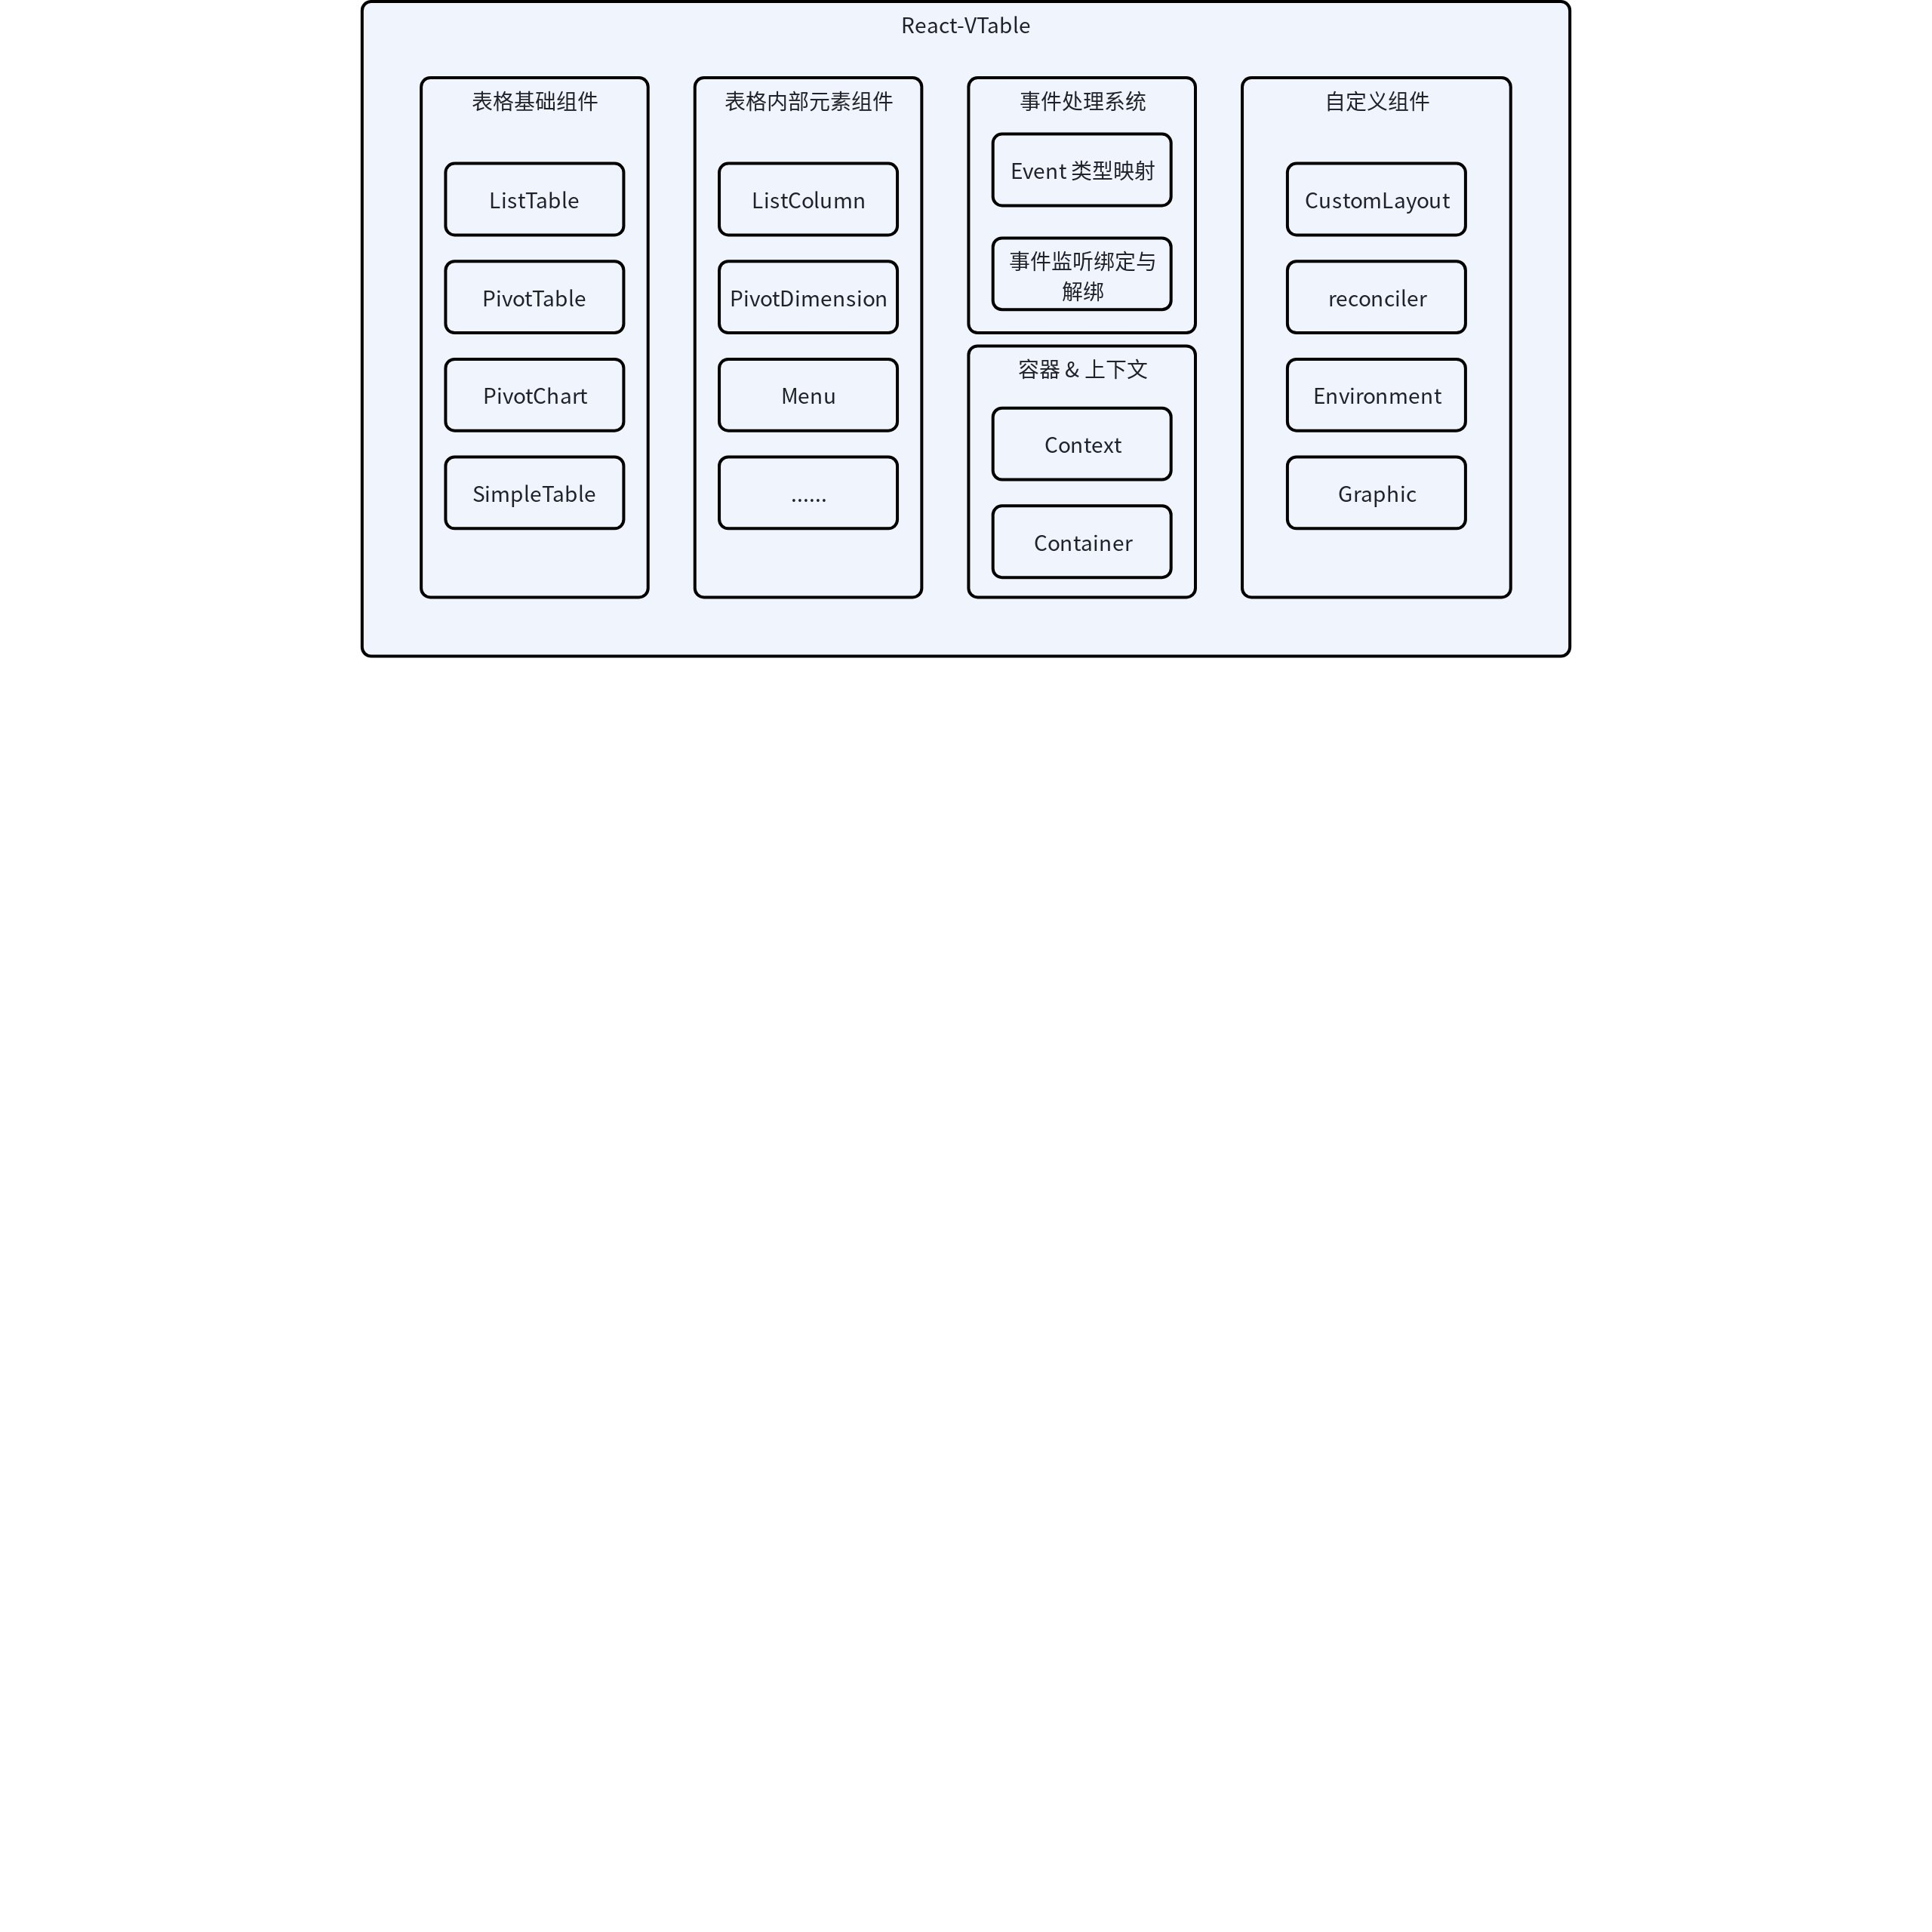 React-VTable
表格基础组件
ListTable
PivotTable
PivotChart
SimpleTable
表格内部元素组件
ListColumn
PivotDimension
Menu
......
事件处理系统
Event 类型映射
事件监听绑定与
解绑
容器 & 上下文
Context
Container
自定义组件
CustomLayout
reconciler
Environment
Graphic